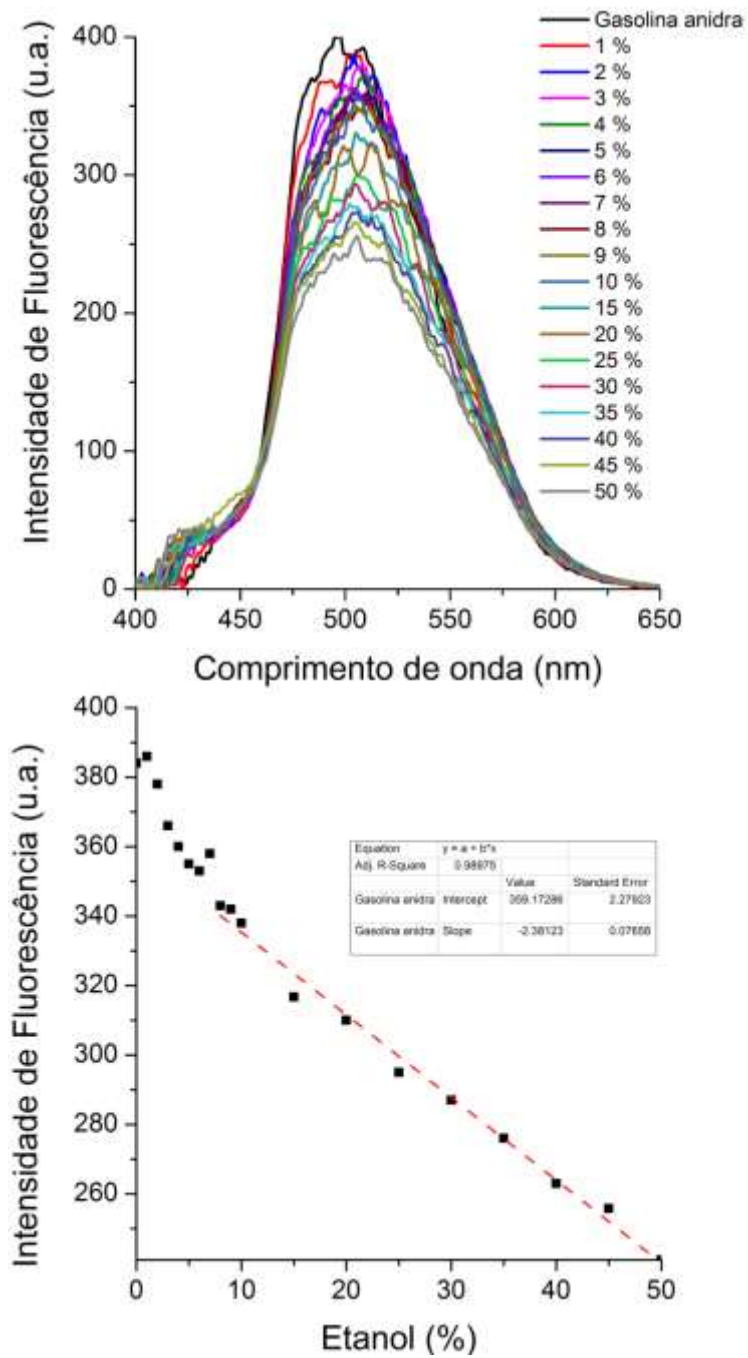 Intensidade de Fluorescência (u.a.)
400
300
200
100
0
400 450 500 550 600 650
Comprimento de onda (nm)
Gasolina anidra
1 %
2 %
3 %
4 %
5 %
6 %
7 %
8 %
9 %
10 %
15 %
20 %
25 %
30 %
35 %
40 %
45 %
50 %
Intensidade de Fluorescência (u.a.)
400
380
360
340
320
300
280
260
0 10 20 30 40 50
Etanol (%)
Equation y = a + b*x
Adj. R-Square 0.98975
Value Standard Error
Gasolina anidra Intercept 359.17286 2.27923
Gasolina anidra Slope -2.38123